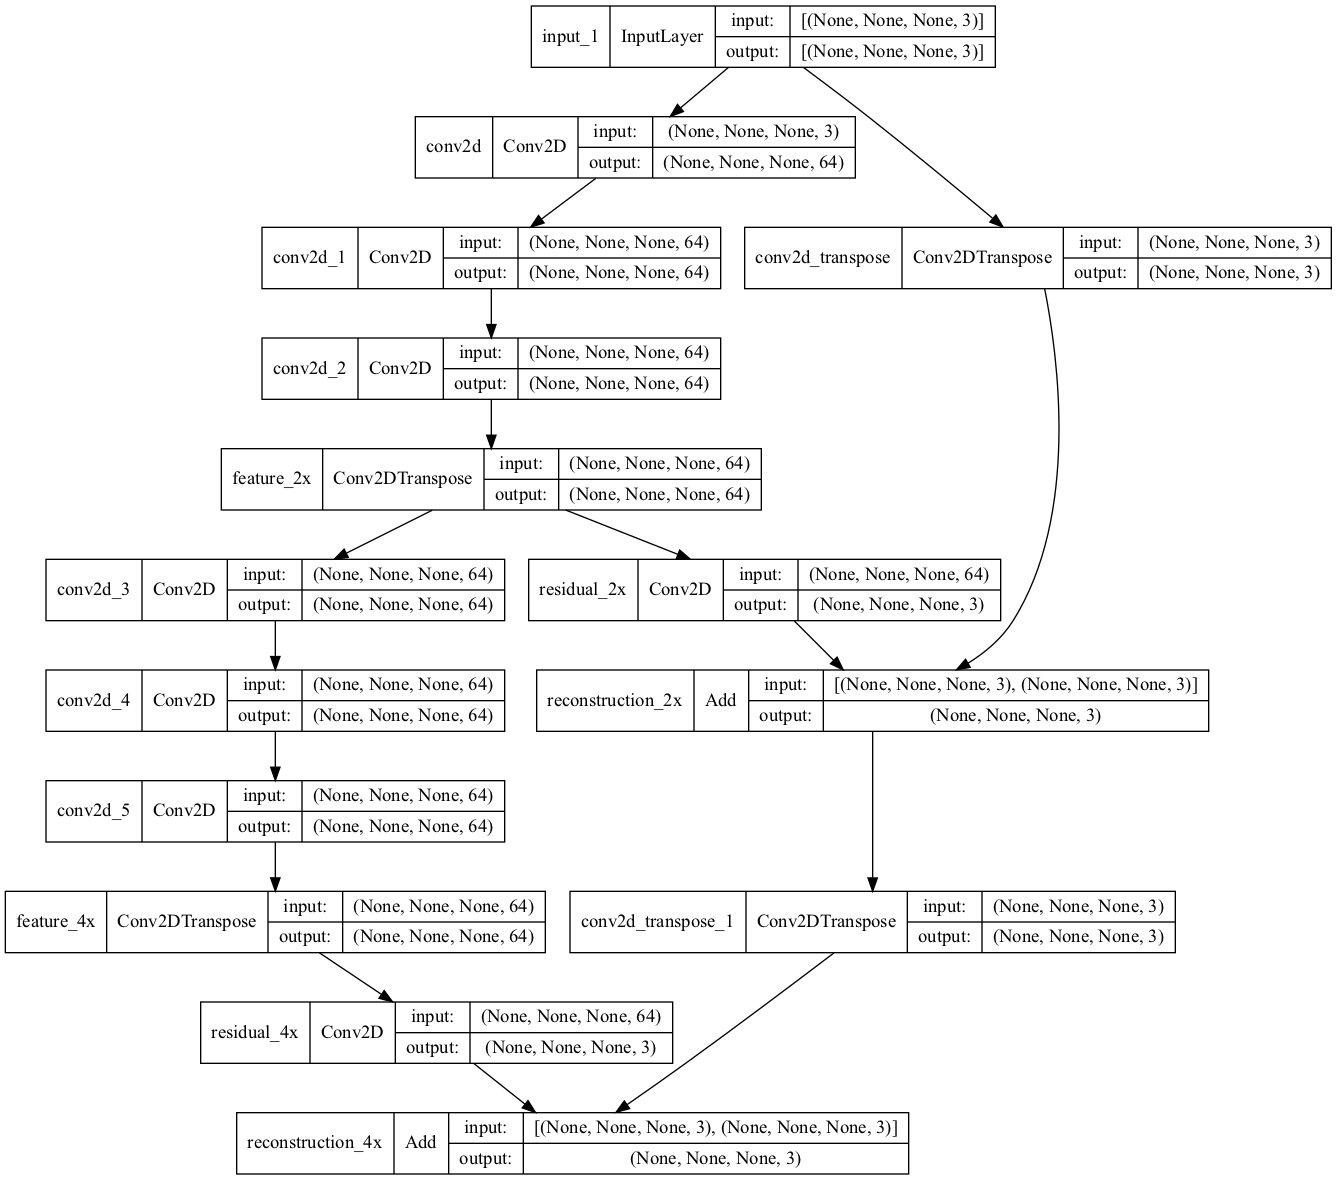 input_1 InputLayer input: [(None, None, None, 3)]
output: [(None, None, None, 3)]
conv2d Conv2D input: (None, None, None, 3)
output: (None, None, None, 64)
conv2d_1 Conv2D input: (None, None, None, 64)
output: (None, None, None, 64)
conv2d_transpose Conv2DTranspose input: (None, None, None, 3)
output: (None, None, None, 3)
conv2d_2 Conv2D input: (None, None, None, 64)
output: (None, None, None, 64)
feature_2x Conv2DTranspose input: (None, None, None, 64)
output: (None, None, None, 64)
conv2d_3 Conv2D input: (None, None, None, 64)
output: (None, None, None, 64)
residual_2x Conv2D input: (None, None, None, 64)
output: (None, None, None, 3)
conv2d_4 Conv2D input: (None, None, None, 64)
output: (None, None, None, 64)
reconstruction_2x Add input: [(None, None, None, 3), (None, None, None, 3)]
output: (None, None, None, 3)
conv2d_5 Conv2D input: (None, None, None, 64)
output: (None, None, None, 64)
feature_4x Conv2DTranspose input: (None, None, None, 64)
output: (None, None, None, 64)
conv2d_transpose_1 Conv2DTranspose input: (None, None, None, 3)
output: (None, None, None, 3)
residual_4x Conv2D input: (None, None, None, 64)
output: (None, None, None, 3)
reconstruction_4x Add input: [(None, None, None, 3), (None, None, None, 3)]
output: (None, None, None, 3)